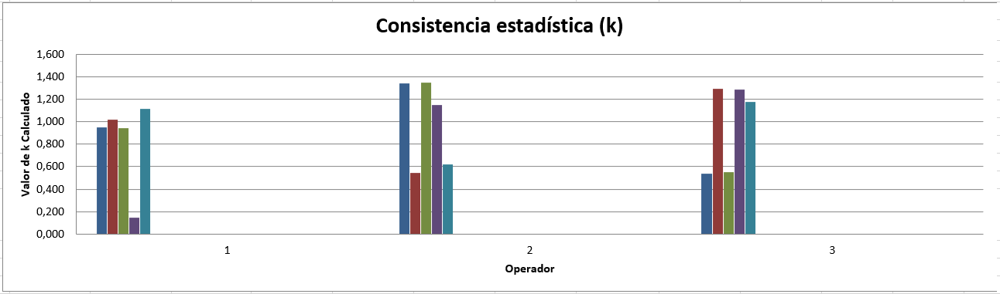 Consistencia estadística (k)
Valor de k Calculado
1,600
1,400
1,200
1,000
0,800
0,600
0,400
0,200
0,000
1 2 3
Operador